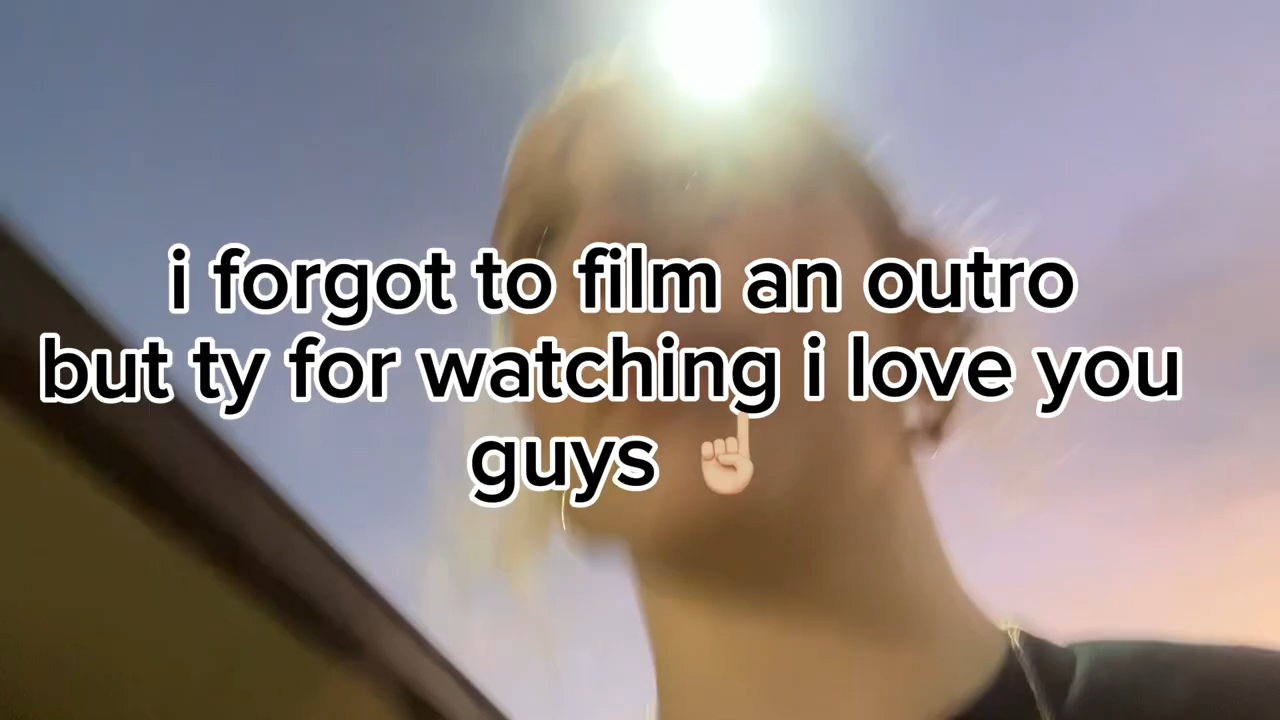 i forgot to film an outro
but ty for watching i love you
guys ☝🏻